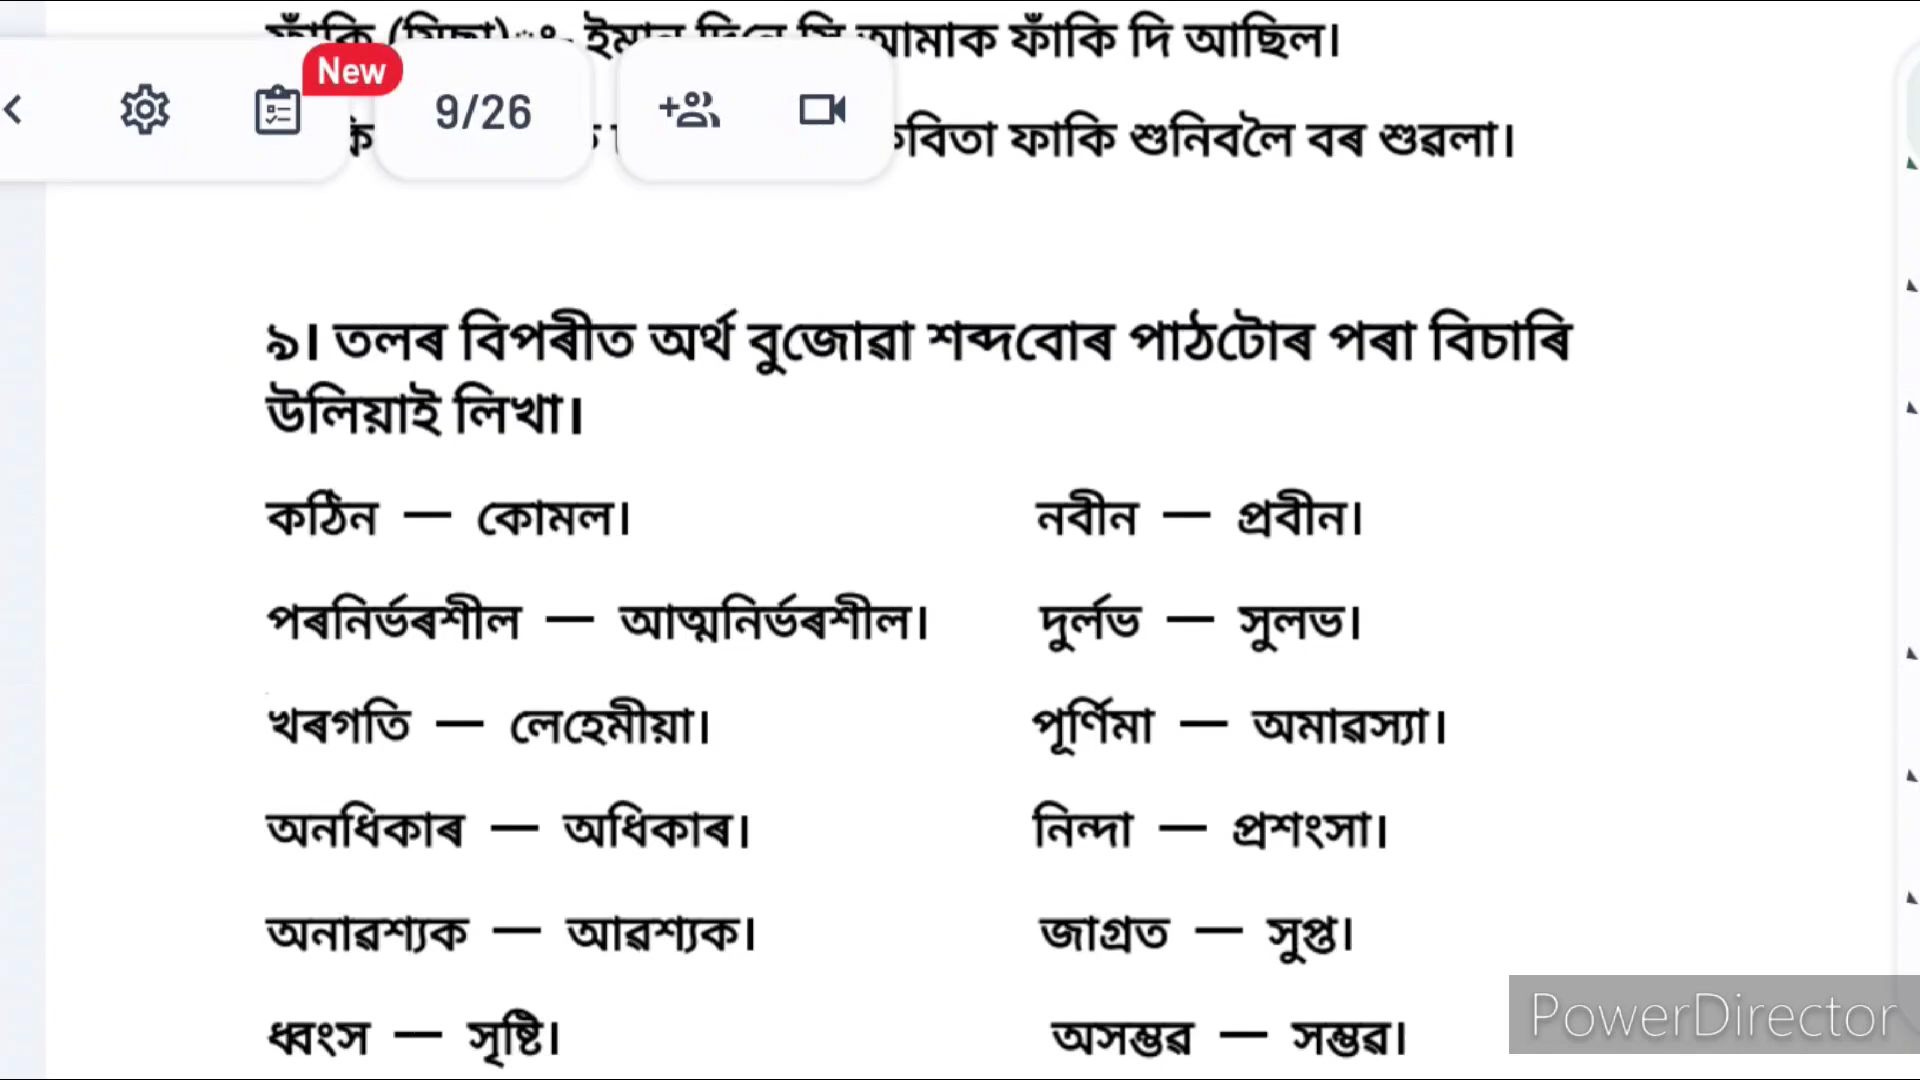 ইমান দিনে সি আমাক ফাঁকি দি আছিল।
New
9/26
কবিতা ফাকি শুনিবলৈ বৰ শুৱলা।
৯। তলৰ বিপৰীত অৰ্থ বুজোৱা শব্দবোৰ পাঠটোৰ পৰা বিচাৰি
উলিয়াই লিখা।
কঠিন — কোমল। নবীন — প্ৰবীন।
পৰনিৰ্ভৰশীল — আত্মনিৰ্ভৰশীল। দুৰ্লভ — সুলভ।
খৰগতি — লেহেমীয়া। পূৰ্ণিমা — অমাৱস্যা।
অনধিকাৰ — অধিকাৰ। নিন্দা — প্ৰশংসা।
অনাৱশ্যক — আৱশ্যক। জাগ্ৰত — সুপ্ত।
ধ্বংস — সৃষ্টি। অসম্ভৱ — সম্ভৱ।
PowerDirector